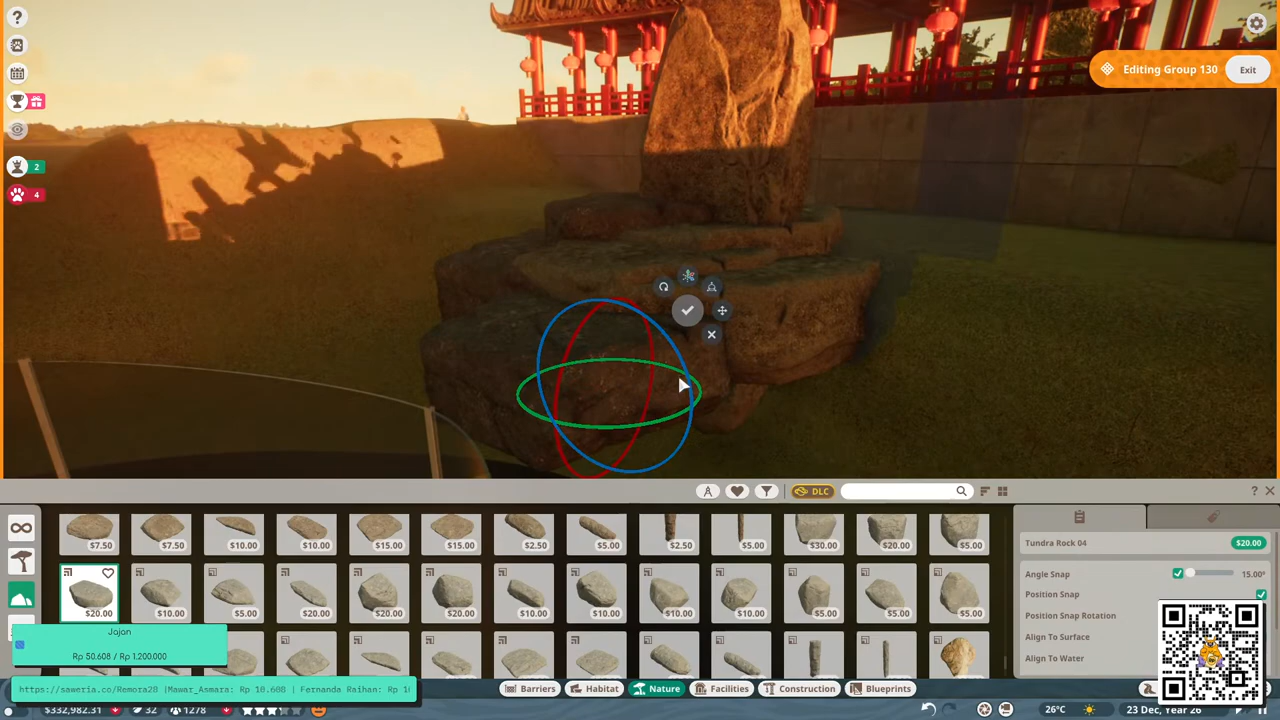 ?
Editing Group 130
Exit
2
4
DLC
?
$7.50
$7.50
$10.00
$10.00
$15.00
$15.00
$2.50
$5.00
$2.50
$5.00
$30.00
$20.00
$5.00
Tundra Rock 04
$20.00
$20.00
$10.00
$5.00
$20.00
$20.00
$20.00
$10.00
$10.00
$10.00
$10.00
$5.00
$5.00
$5.00
Angle Snap
15.00°
Position Snap
Position Snap Rotation
Align To Surface
Align To Water
Jajan
Rp 50.608 / Rp 1.200.000
https://saweria.co/Remora28 |Mawar_Asmara: Rp 10.608 | Fernanda Raihan: Rp 1
Barriers
Habitat
Nature
Facilities
Construction
Blueprints
$332,982.31
32
1278
26°C
23 Dec, Year 26